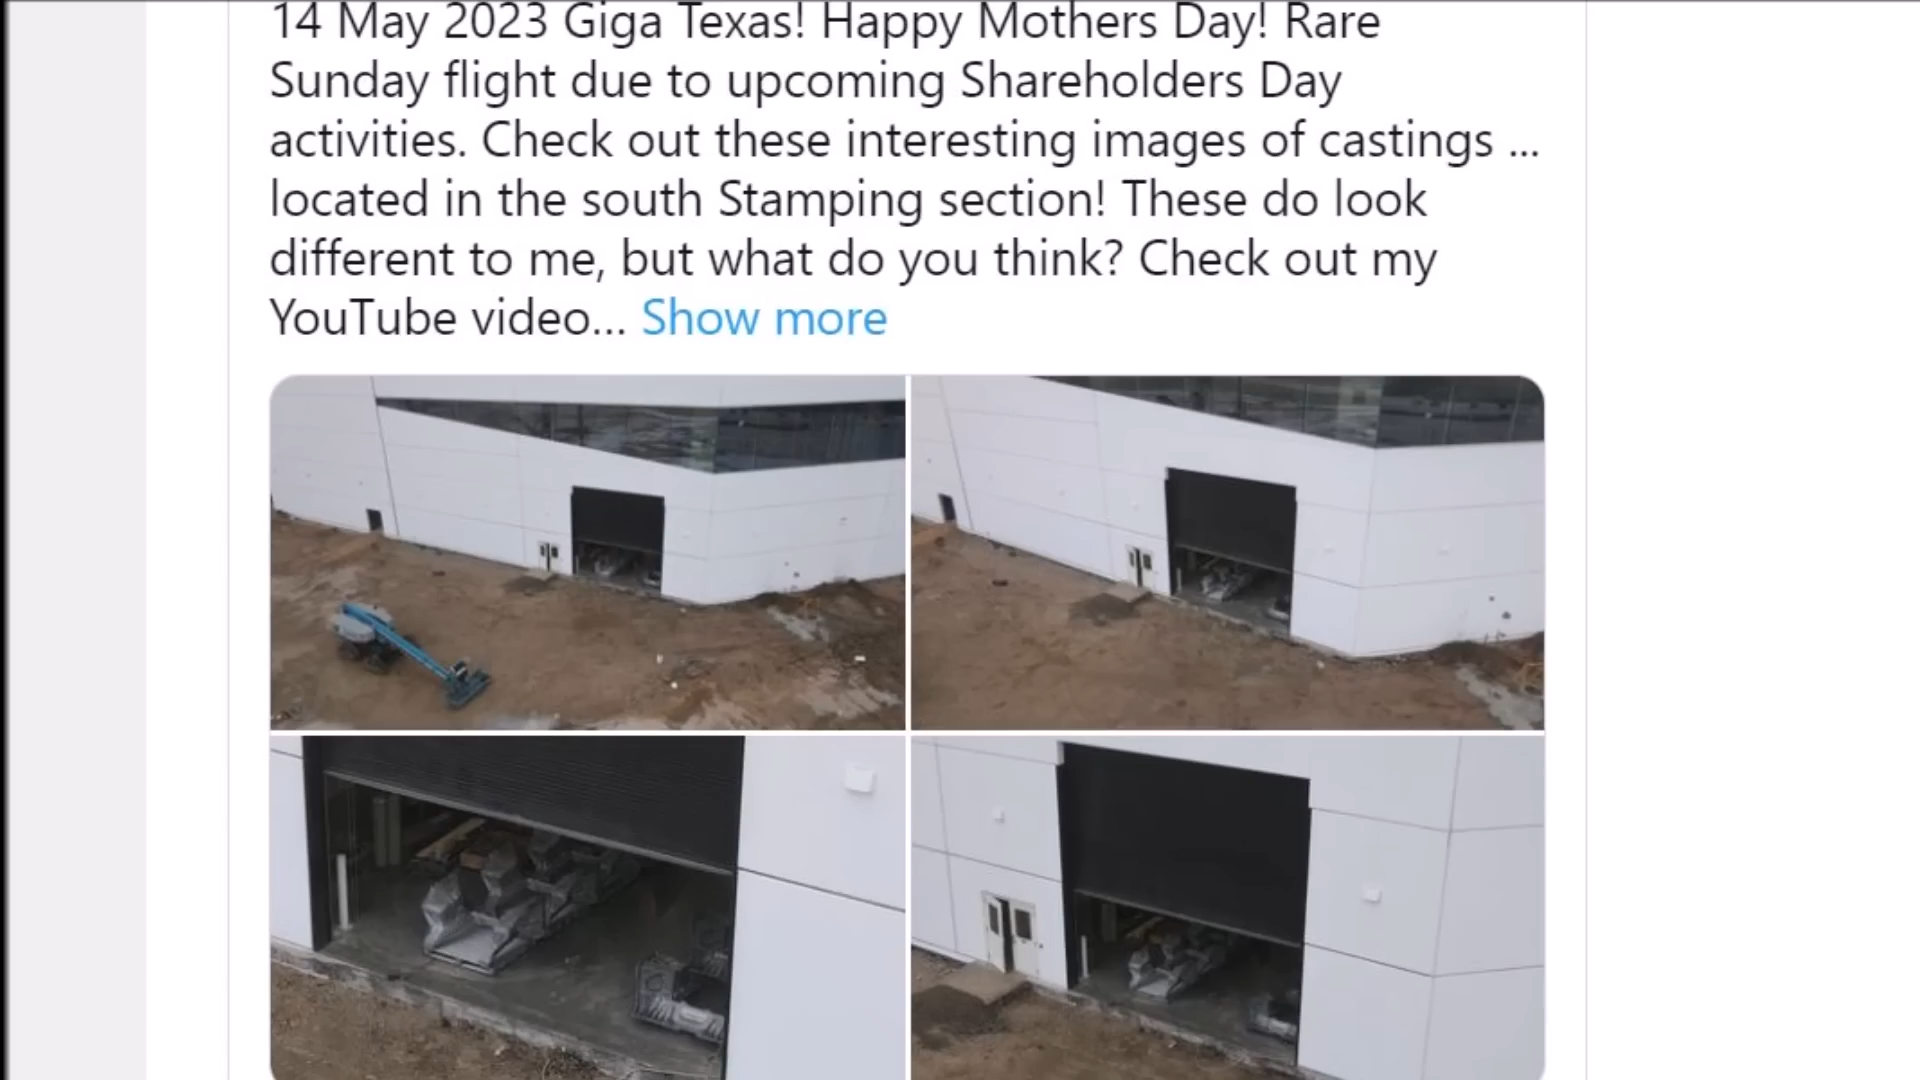 14 May 2023 Giga Texas! Happy Mothers Day! Rare
Sunday flight due to upcoming Shareholders Day
activities. Check out these interesting images of castings ...
located in the south Stamping section! These do look
different to me, but what do you think? Check out my
YouTube video... Show more